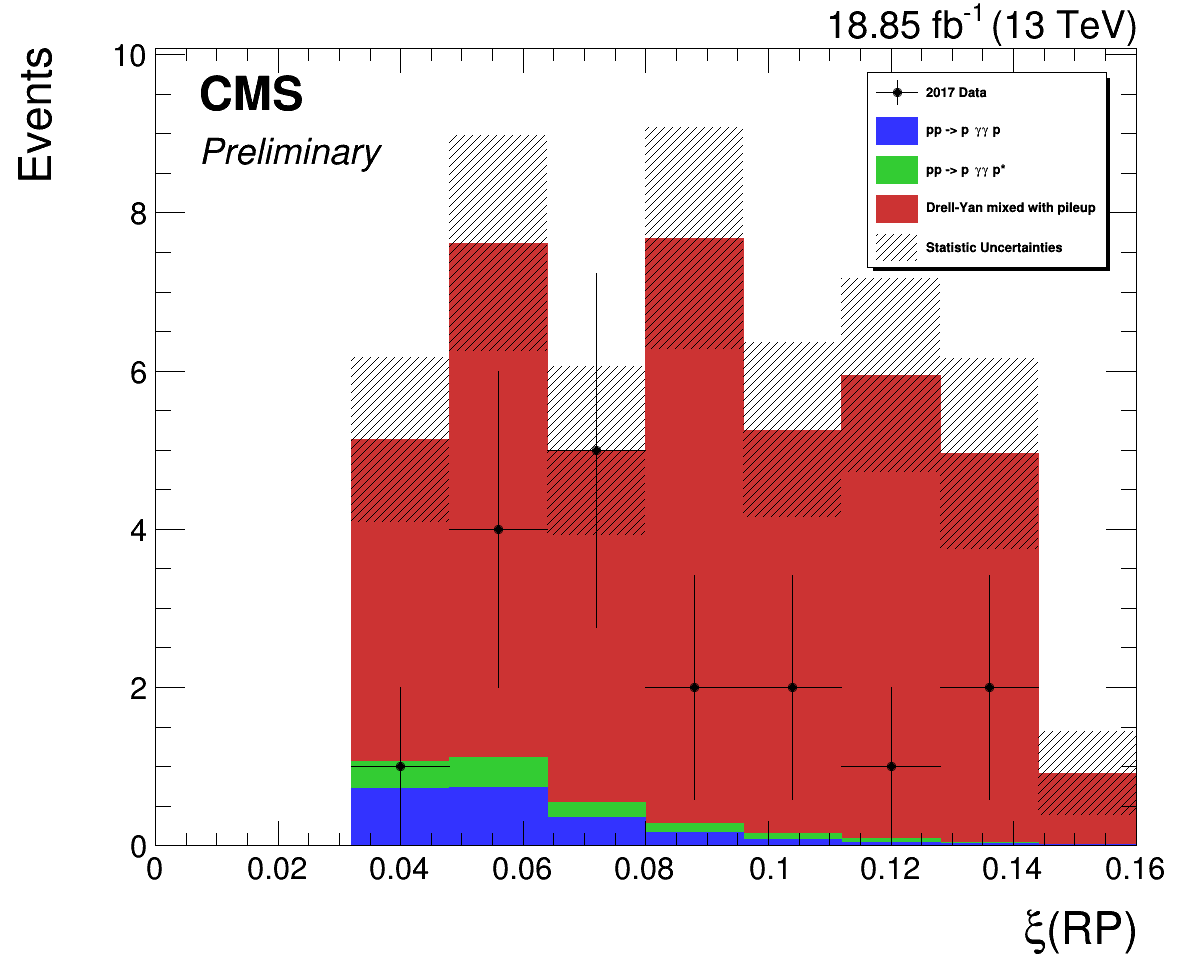 18.85 fb⁻¹ (13 TeV)
Events
CMS
Preliminary
2017 Data
pp -> p γγ p
pp -> p γγ p*
Drell-Yan mixed with pileup
Statistic Uncertainties
10
8
6
4
2
0
0 0.02 0.04 0.06 0.08 0.1 0.12 0.14 0.16
ξ(RP)